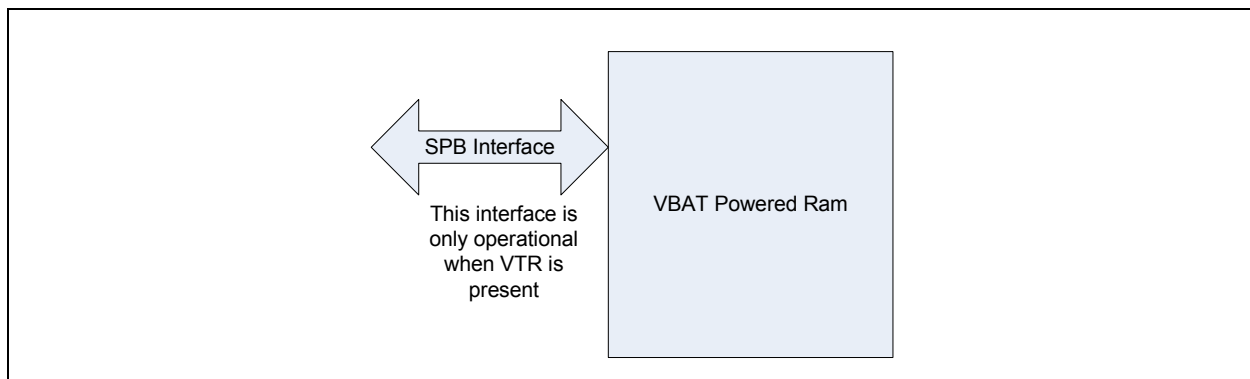 SPB Interface
This interface is
only operational
when VTR is
present
VBAT Powered Ram